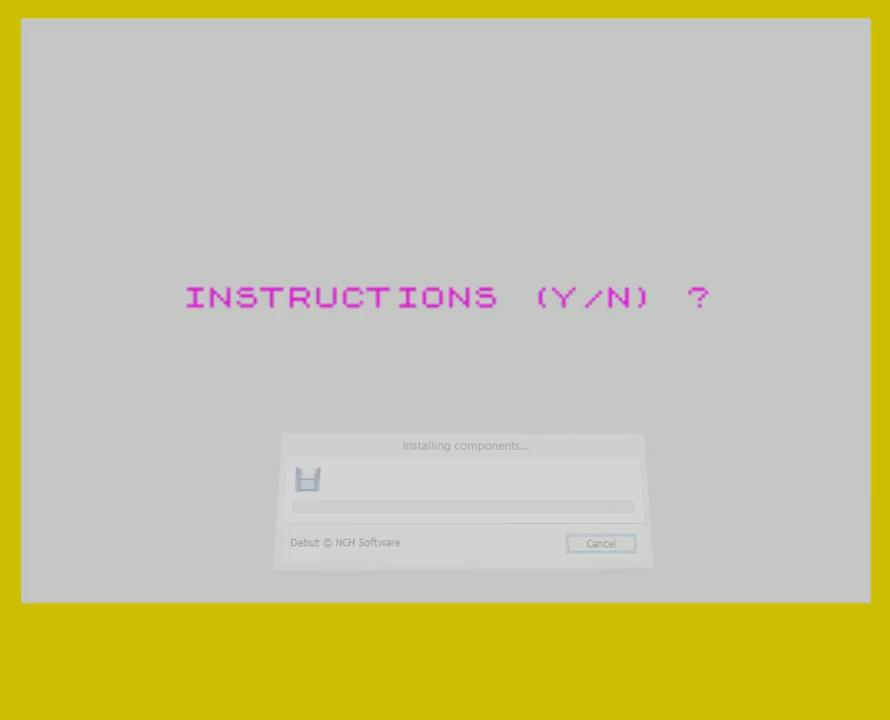 INSTRUCTIONS (Y/N) ?
Installing components...
Debut © NCH Software
Cancel